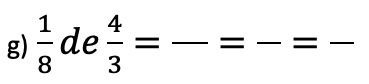 g) 1/8 de 4/3 = — = — = —